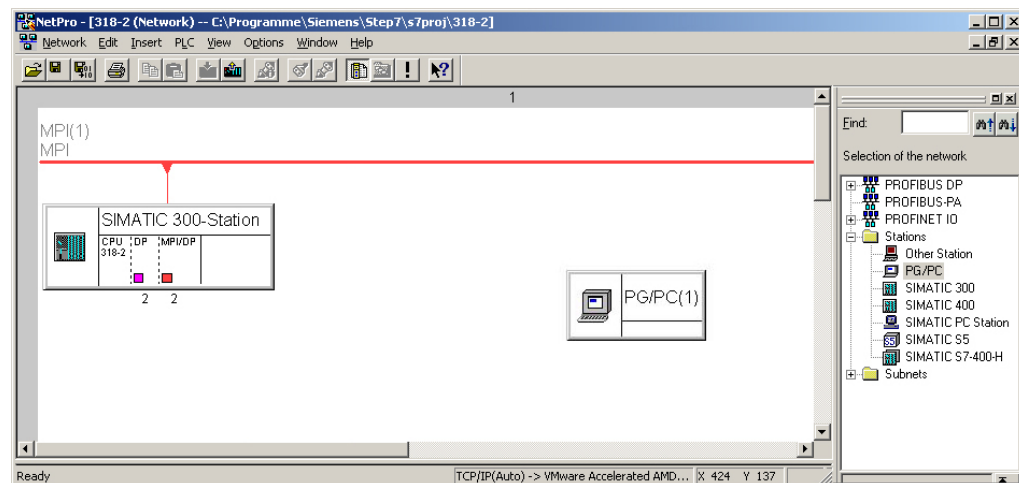 NetPro - [318-2 (Network) -- C:\Programme\Siemens\Step7\s7proj\318-2]
Network Edit Insert PLC View Options Window Help
1
MPI(1)
MPI
SIMATIC 300-Station
CPU DP MPI/DP
318-2
2 2
PG/PC(1)
Find:
Selection of the network
PROFIBUS DP
PROFIBUS-PA
PROFINET IO
Stations
Other Station
PG/PC
SIMATIC 300
SIMATIC 400
SIMATIC PC Station
SIMATIC S5
SIMATIC S7-400-H
Subnets
Ready
TCP/IP(Auto) -> VMware Accelerated AMD... X 424 Y 137